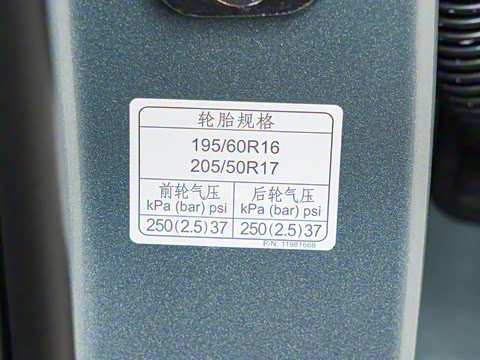 轮胎规格
195/60R16
205/50R17
前轮气压 后轮气压
kPa (bar) psi kPa (bar) psi
250(2.5)37 250(2.5)37
P/N: 11981668